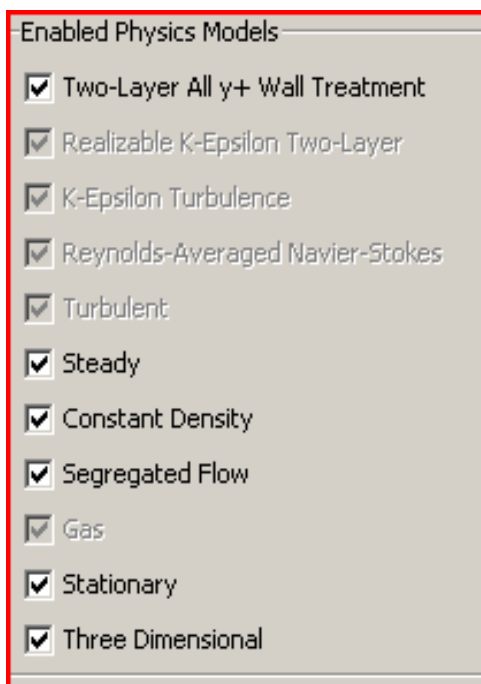 Enabled Physics Models
Two-Layer All y+ Wall Treatment
Realizable K-Epsilon Two-Layer
K-Epsilon Turbulence
Reynolds-Averaged Navier-Stokes
Turbulent
Steady
Constant Density
Segregated Flow
Gas
Stationary
Three Dimensional